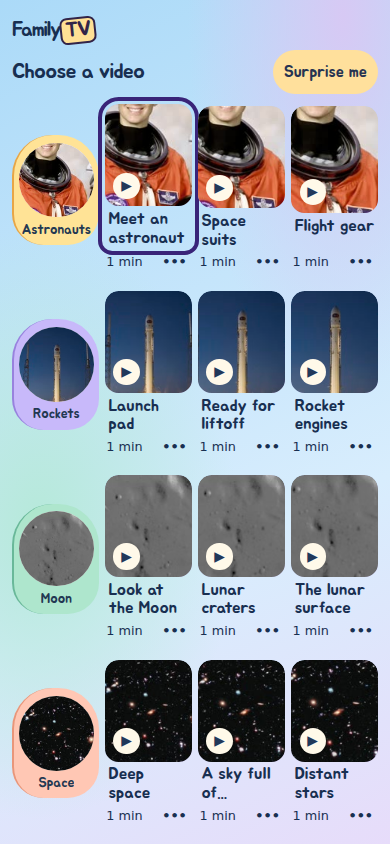 Family TV
Choose a video
Surprise me
Astronauts
Meet an
astronaut
1 min
Space
suits
1 min
Flight gear
1 min
Rockets
Launch
pad
1 min
Ready for
liftoff
1 min
Rocket
engines
1 min
Moon
Look at
the Moon
1 min
Lunar
craters
1 min
The lunar
surface
1 min
Space
Deep
space
1 min
A sky full
of...
1 min
Distant
stars
1 min